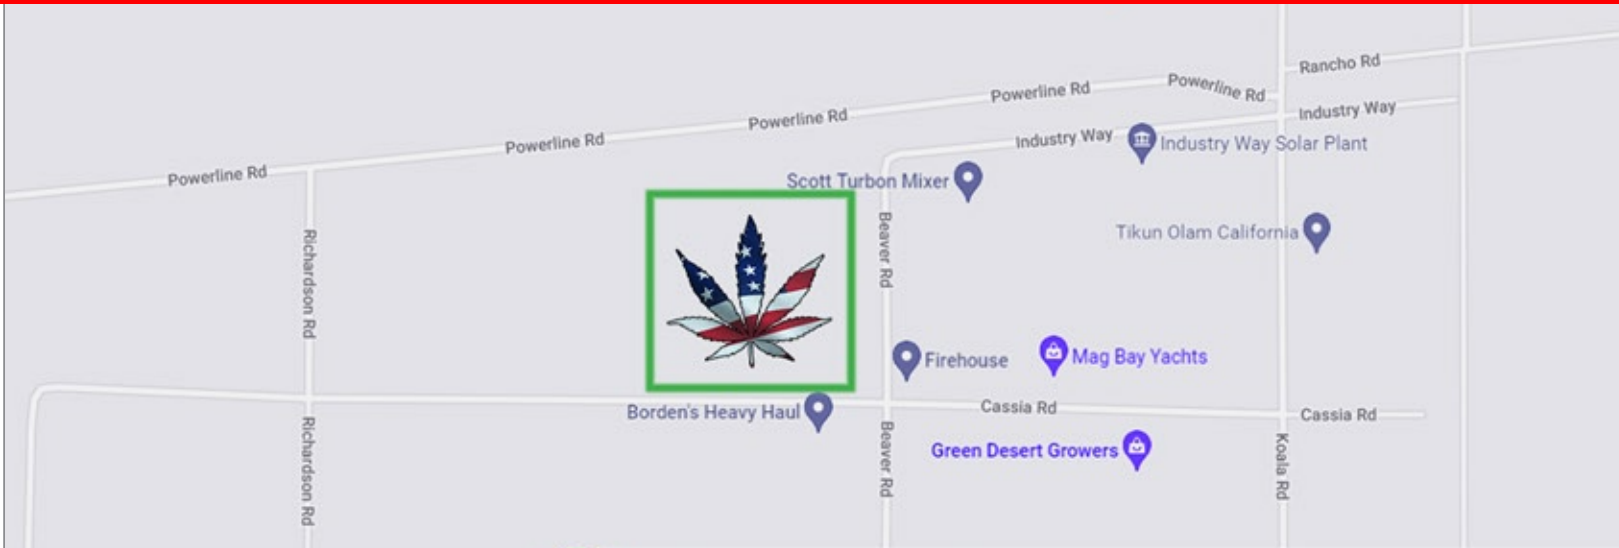 Rancho Rd
Powerline Rd
Powerline Rd
Industry Way
Powerline Rd
Industry Way
Powerline Rd
Industry Way Solar Plant
Powerline Rd
Scott Turbon Mixer
Beaver Rd
Tikun Olam California
Richardson Rd
Firehouse
Mag Bay Yachts
Borden's Heavy Haul
Cassia Rd
Cassia Rd
Richardson Rd
Beaver Rd
Green Desert Growers
Koala Rd